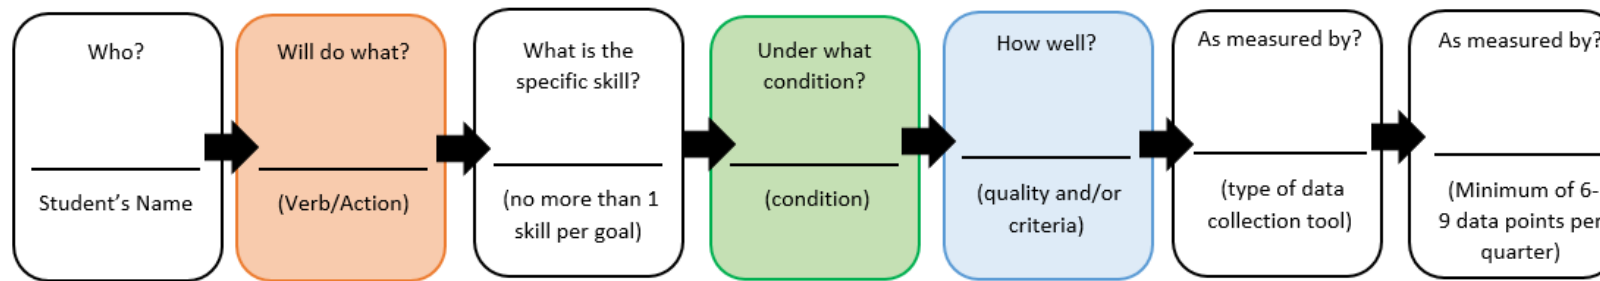 Who?
Student’s Name
Will do what?
(Verb/Action)
What is the
specific skill?
(no more than 1
skill per goal)
Under what
condition?
(condition)
How well?
(quality and/or
criteria)
As measured by?
(type of data
collection tool)
As measured by?
(Minimum of 6-
9 data points per
quarter)